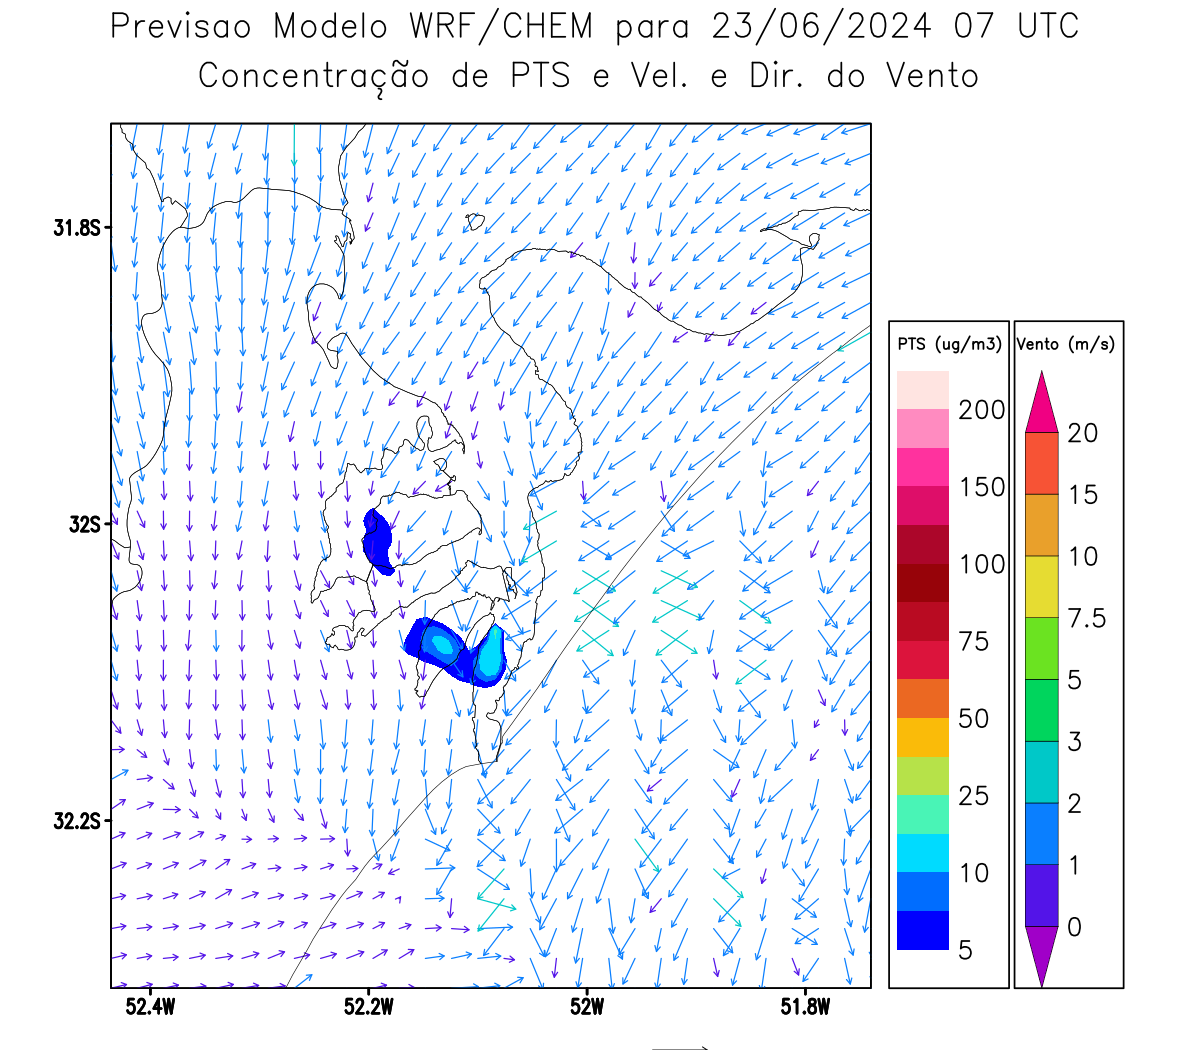 Previsao Modelo WRF/CHEM para 23/06/2024 07 UTC
Concentração de PTS e Vel. e Dir. do Vento
31.8S
32S
32.2S
52.4W 52.2W 52W 51.8W
PTS (ug/m3)
200
150
100
75
50
25
10
5
Vento (m/s)
20
15
10
7.5
5
3
2
1
0